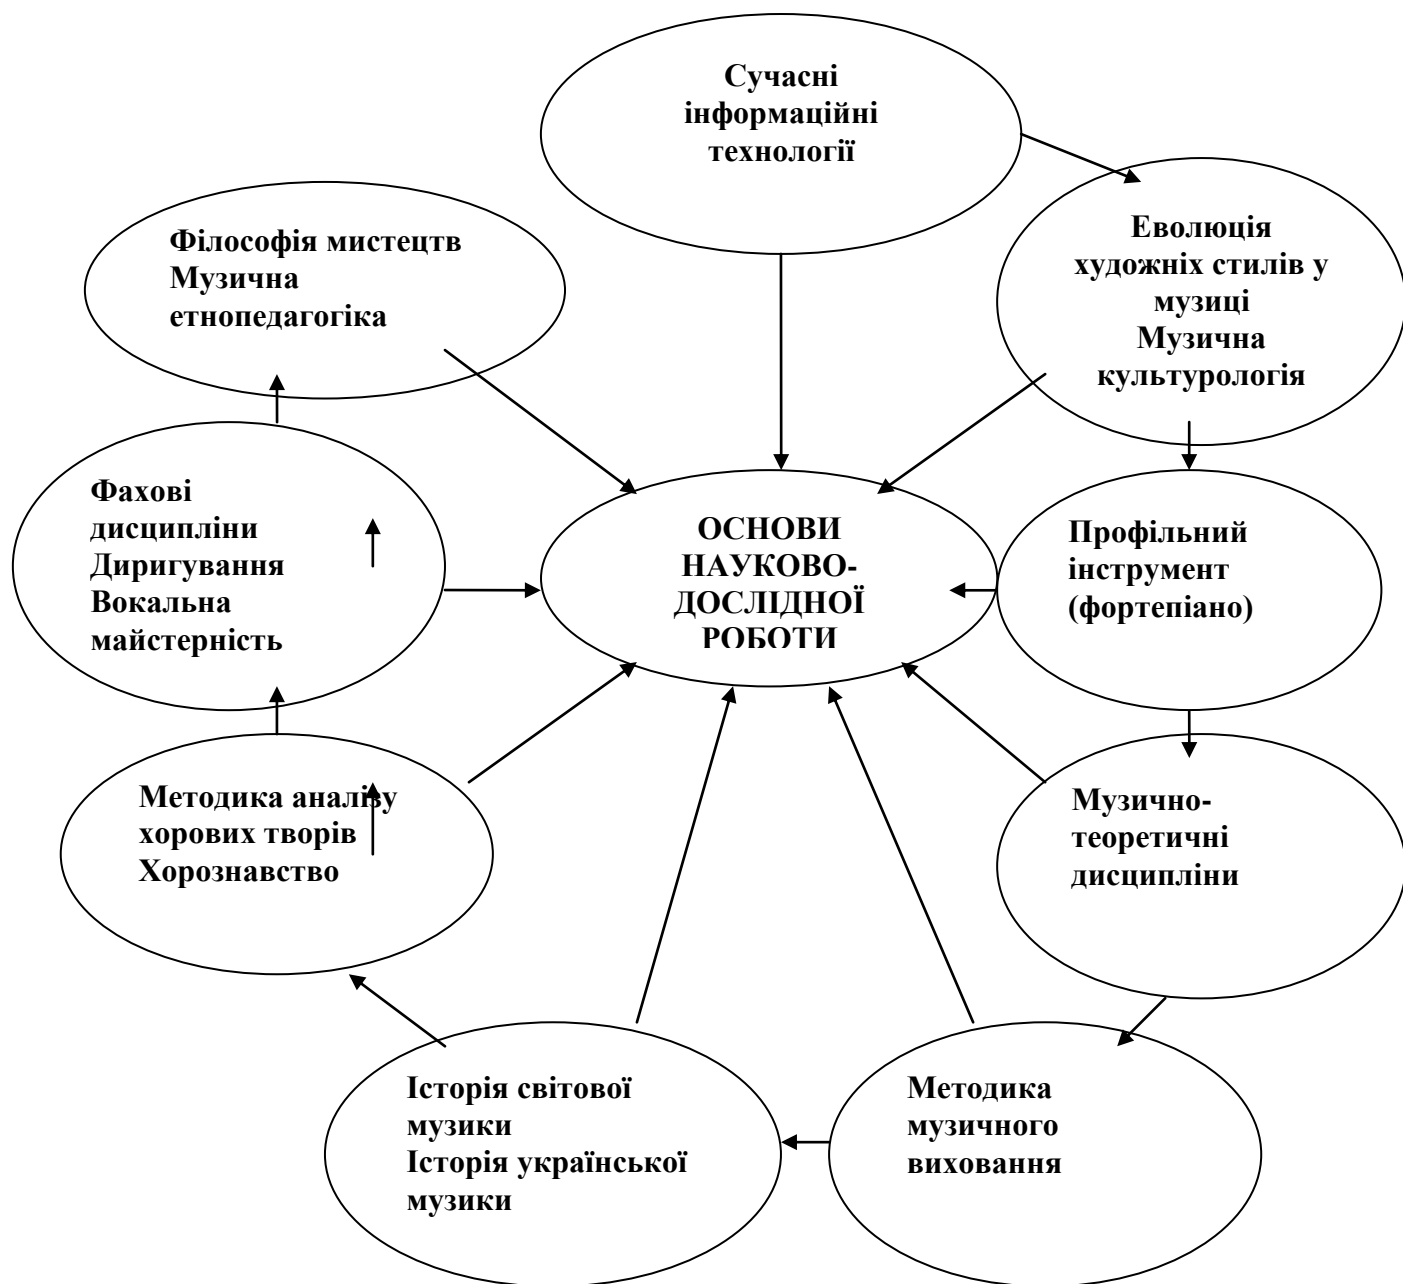 Сучасні
інформаційні
технології
Філософія мистецтв
Музична
етнопедагогіка
Еволюція
художніх стилів у
музиці
Музична
культурологія
Фахові
дисципліни
Диригування
Вокальна
майстерність
ОСНОВИ
НАУКОВО-
ДОСЛІДНОЇ
РОБОТИ
Профільний
інструмент
(фортепіано)
Методика аналізу
хорових творів
Хорознавство
Музично-
теоретичні
дисципліни
Історія світової
музики
Історія української
музики
Методика
музичного
виховання